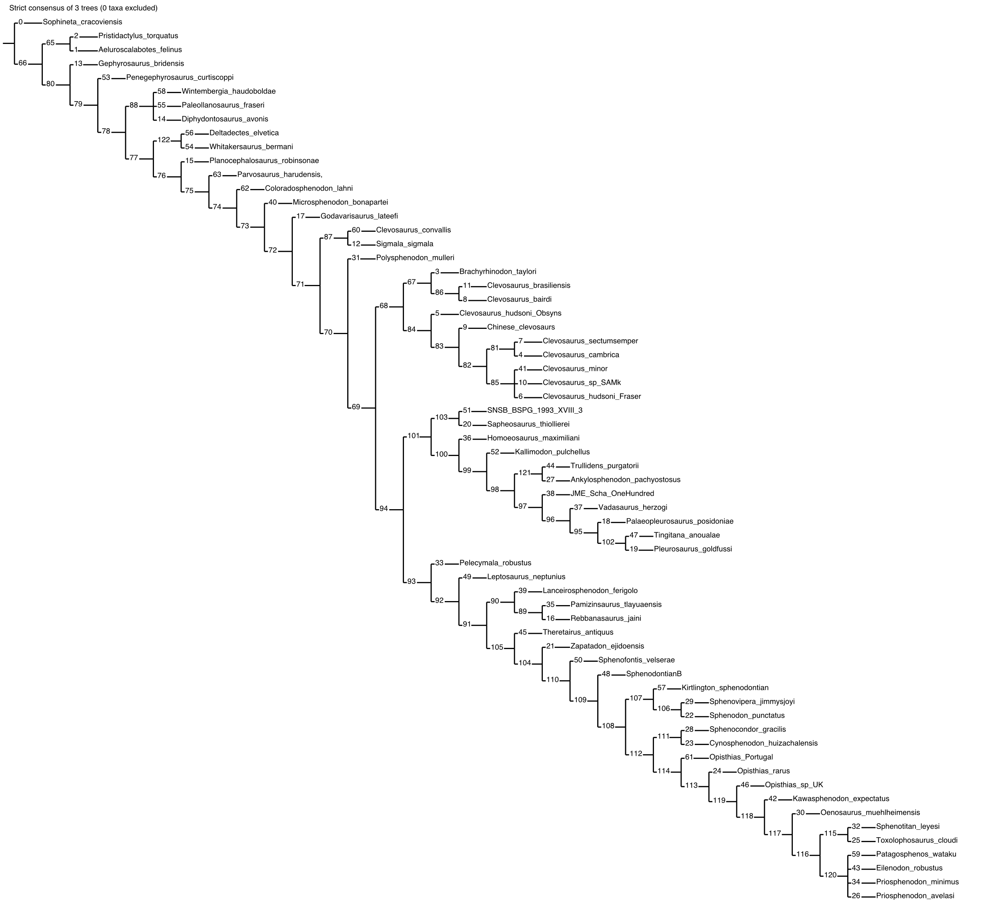 Strict consensus of 3 trees (0 taxa excluded)
0 Sophineta_cracoviensis
2 Pristidactylus_torquatus
65
1 Aeluroscalabotes_felinus
66 13 Gephyrosaurus_bridensis
53 Penegephyrosaurus_curtiscoppi
80
58 Wintembergia_haudoboldae
79 88 55 Paleollanosaurus_fraseri
14 Diphydontosaurus_avonis
78 56 Deltadectes_elvetica
122
54 Whitakersaurus_bermani
77 15 Planocephalosaurus_robinsonae
76 63 Parvosaurus_harudensis,
75 62 Coloradosphenodon_lahni
40 Microsphenodon_bonapartei
74
17 Godavarisaurus_lateefi
73 60 Clevosaurus_convallis
87
12 Sigmala_sigmala
72
31 Polysphenodon_mulleri
3 Brachyrhinodon_taylori
67
71 11 Clevosaurus_brasiliensis
86
8 Clevosaurus_bairdi
68
5 Clevosaurus_hudsoni_Obsyns
9 Chinese_clevosaurs
70 84
7 Clevosaurus_sectumsemper
83 81
4 Clevosaurus_cambrica
82
41 Clevosaurus_minor
85 10 Clevosaurus_sp_SAMk
6 Clevosaurus_hudsoni_Fraser
69
51 SNSB_BSPG_1993_XVIII_3
103
20 Sapheosaurus_thiollierei
101 36 Homoeosaurus_maximiliani
52 Kallimodon_pulchellus
100
44 Trullidens_purgatorii
99 121
27 Ankylosphenodon_pachyostosus
98 38 JME_Scha_OneHundred
94 97 37 Vadasaurus_herzogi
96 18 Palaeopleurosaurus_posidoniae
95 47 Tingitana_anoualae
102
19 Pleurosaurus_goldfussi
33 Pelecymala_robustus
49 Leptosaurus_neptunius
93
39 Lanceirosphenodon_ferigolo
92 90 35 Pamizinsaurus_tlayuaensis
89
16 Rebbanasaurus_jaini
91
45 Theretairus_antiquus
105 21 Zapatadon_ejidoensis
50 Sphenofontis_velserae
104
48 SphenodontianB
110
57 Kirtlington_sphenodontian
109 107 29 Sphenovipera_jimmysjoyi
106
22 Sphenodon_punctatus
108 28 Sphenocondor_gracilis
111
23 Cynosphenodon_huizachalensis
112 61 Opisthias_Portugal
114 24 Opisthias_rarus
113 46 Opisthias_sp_UK
119 42 Kawasphenodon_expectatus
30 Oenosaurus_muehlheimensis
118
32 Sphenotitan_leyesi
117 115
25 Toxolophosaurus_cloudi
116 59 Patagosphenos_wataku
43 Eilenodon_robustus
120
34 Priosphenodon_minimus
26 Priosphenodon_avelasi